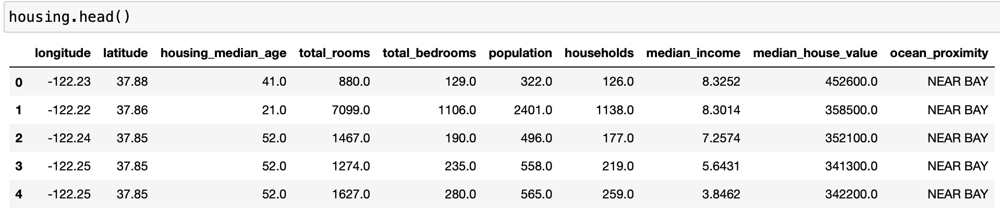 housing.head()
longitude latitude housing_median_age total_rooms total_bedrooms population households median_income median_house_value ocean_proximity
0 -122.23 37.88 41.0 880.0 129.0 322.0 126.0 8.3252 452600.0 NEAR BAY
1 -122.22 37.86 21.0 7099.0 1106.0 2401.0 1138.0 8.3014 358500.0 NEAR BAY
2 -122.24 37.85 52.0 1467.0 190.0 496.0 177.0 7.2574 352100.0 NEAR BAY
3 -122.25 37.85 52.0 1274.0 235.0 558.0 219.0 5.6431 341300.0 NEAR BAY
4 -122.25 37.85 52.0 1627.0 280.0 565.0 259.0 3.8462 342200.0 NEAR BAY